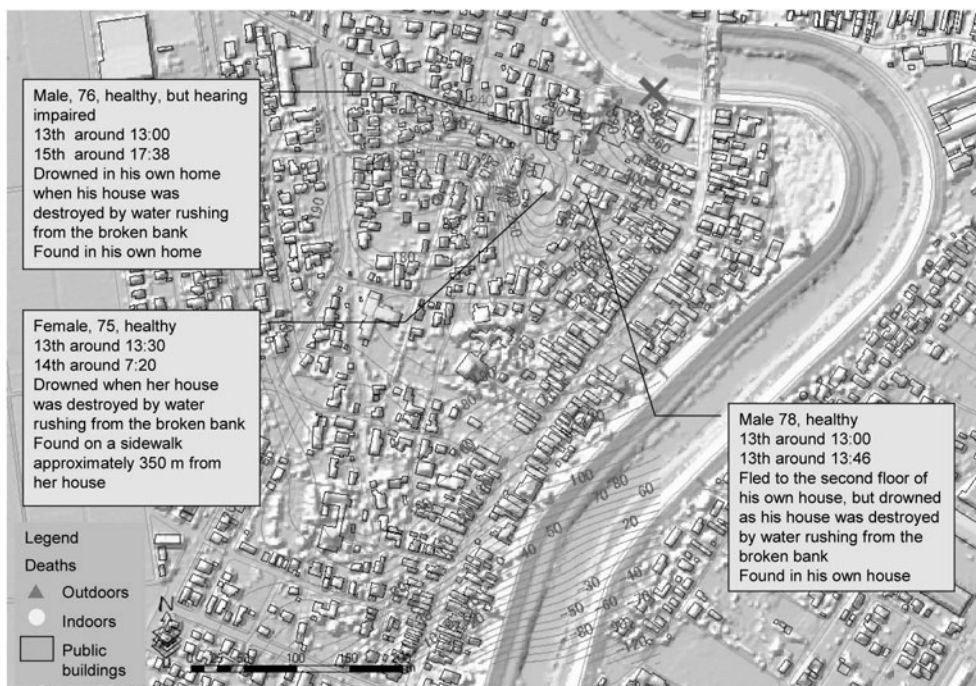 Male, 76, healthy, but hearing
impaired
13th around 13:00
15th around 17:38
Drowned in his own home
when his house was
destroyed by water rushing
from the broken bank
Found in his own home
Female, 75, healthy
13th around 13:30
14th around 7:20
Drowned when her house
was destroyed by water
rushing from the broken bank
Found on a sidewalk
approximately 350 m from
her house
Male 78, healthy
13th around 13:00
13th around 13:46
Fled to the second floor of
his own house, but drowned
as his house was destroyed
by water rushing from the
broken bank
Found in his own house
Legend
Deaths
Outdoors
Indoors
Public
buildings
N
190
100
80
70
60
50
40
20
30
40
100